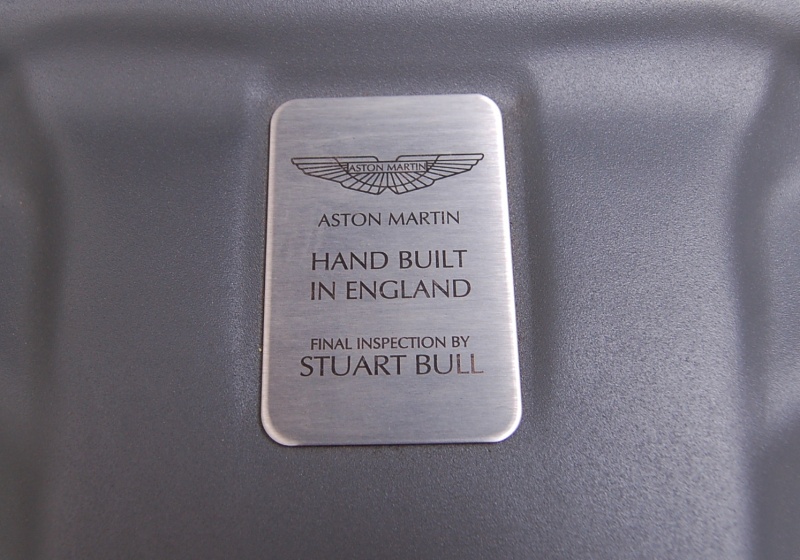 ASTON MARTIN
ASTON MARTIN
HAND BUILT
IN ENGLAND
FINAL INSPECTION BY
STUART BULL